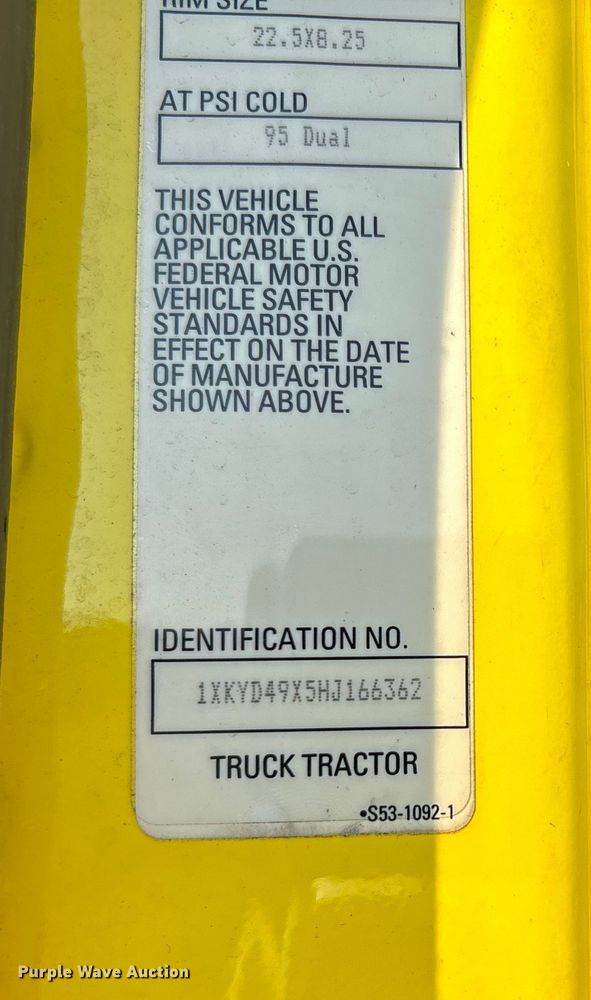 RIM SIZE
22.5X8.25
AT PSI COLD
95 Dual
THIS VEHICLE
CONFORMS TO ALL
APPLICABLE U.S.
FEDERAL MOTOR
VEHICLE SAFETY
STANDARDS IN
EFFECT ON THE DATE
OF MANUFACTURE
SHOWN ABOVE.
IDENTIFICATION NO.
1XKYD49X5HJ166362
TRUCK TRACTOR
•S53-1092-1
Purple Wave Auction